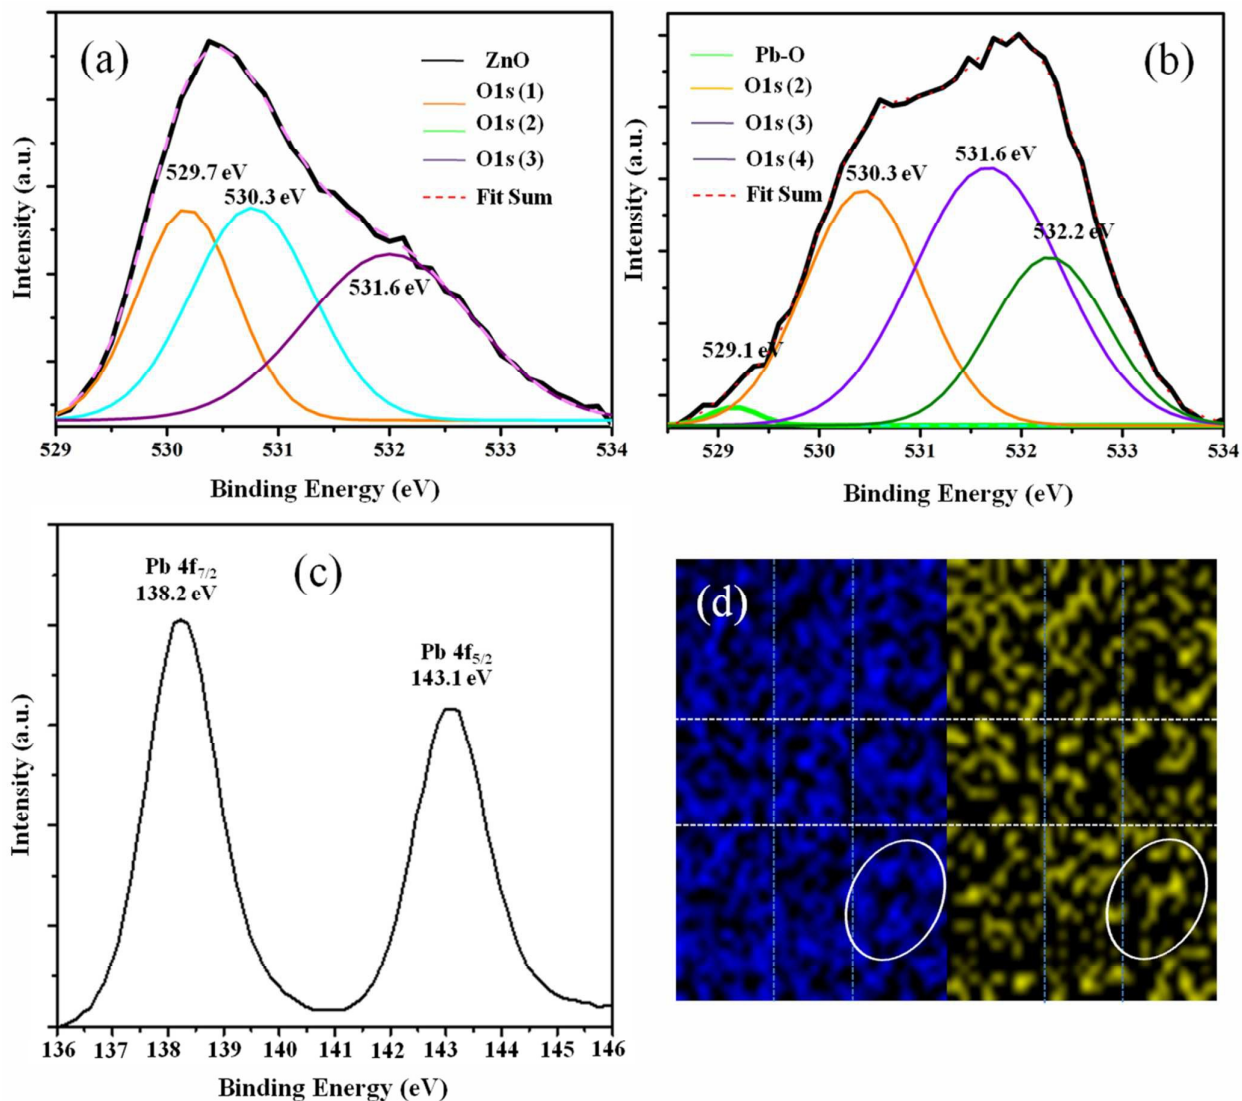 (a)
ZnO
O1s (1)
O1s (2)
O1s (3)
Fit Sum
529.7 eV
530.3 eV
531.6 eV
Intensity (a.u.)
529 530 531 532 533 534
Binding Energy (eV)
(b)
Pb-O
O1s (2)
O1s (3)
O1s (4)
Fit Sum
530.3 eV
531.6 eV
532.2 eV
529.1 eV
Intensity (a.u.)
529 530 531 532 533 534
Binding Energy (eV)
(c)
Pb 4f7/2
138.2 eV
Pb 4f5/2
143.1 eV
Intensity (a.u.)
136 137 138 139 140 141 142 143 144 145 146
Binding Energy (eV)
(d)